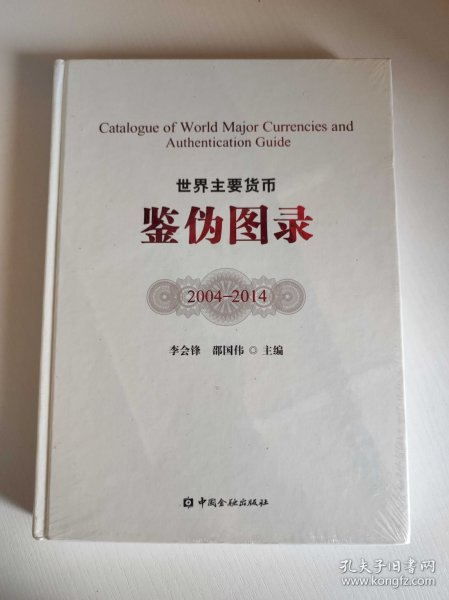 Catalogue of World Major Currencies and
Authentication Guide
世界主要货币
鉴伪图录
2004-2014
李会锋 邵国伟 ◎ 主编
中国金融出版社
孔夫子旧书网
www.kongfz.com